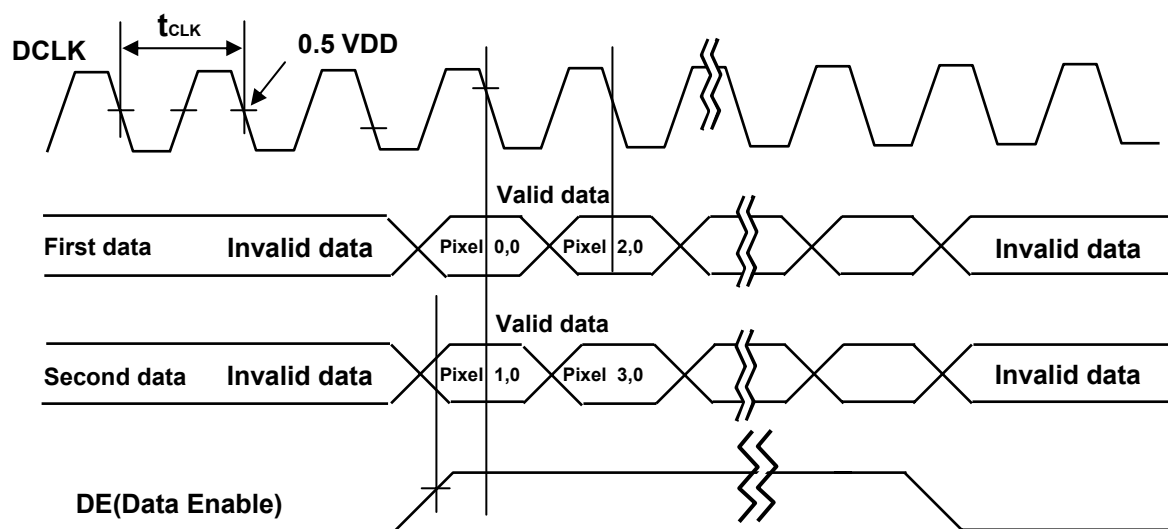 tCLK
0.5 VDD
DCLK
Valid data
First data Invalid data Pixel 0,0 Pixel 2,0 Invalid data
Valid data
Second data Invalid data Pixel 1,0 Pixel 3,0 Invalid data
DE(Data Enable)